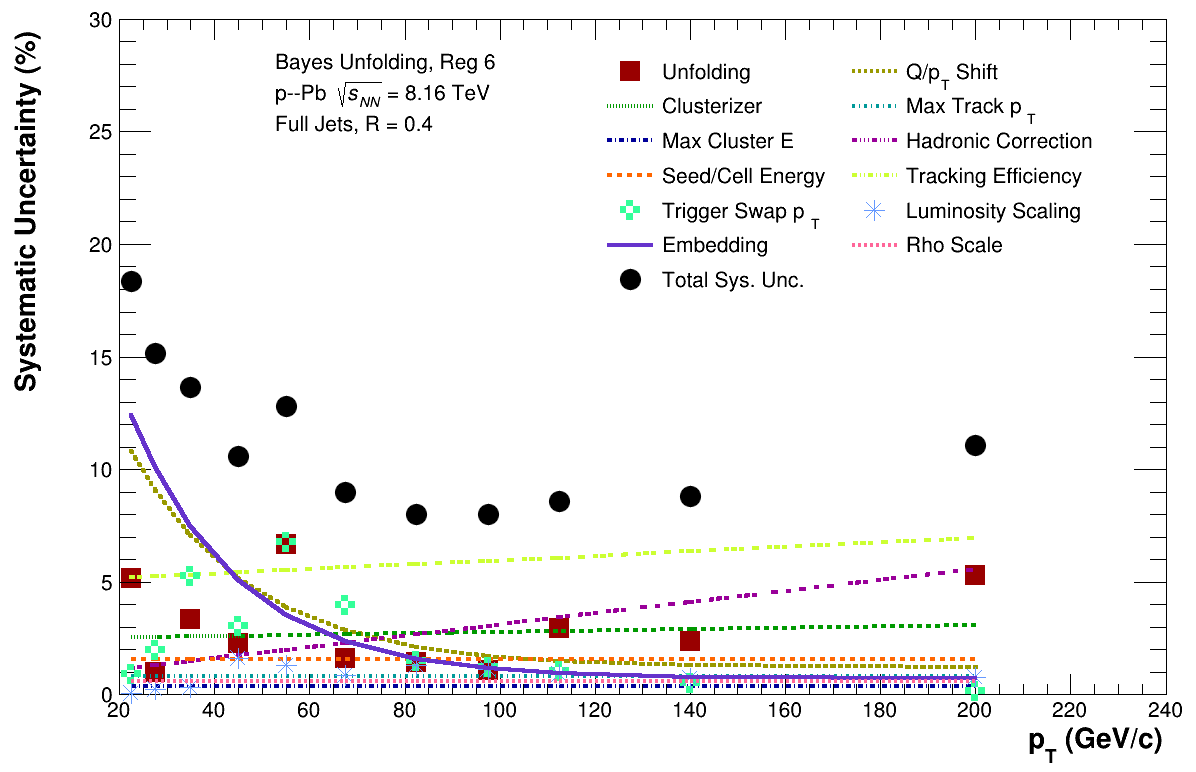 Systematic Uncertainty (%)
30
25
20
15
10
5
0
Bayes Unfolding, Reg 6
p--Pb √s_NN = 8.16 TeV
Full Jets, R = 0.4
Unfolding
Clusterizer
Max Cluster E
Seed/Cell Energy
Trigger Swap p_T
Embedding
Total Sys. Unc.
Q/p_T Shift
Max Track p_T
Hadronic Correction
Tracking Efficiency
Luminosity Scaling
Rho Scale
20 40 60 80 100 120 140 160 180 200 220 240
p_T (GeV/c)